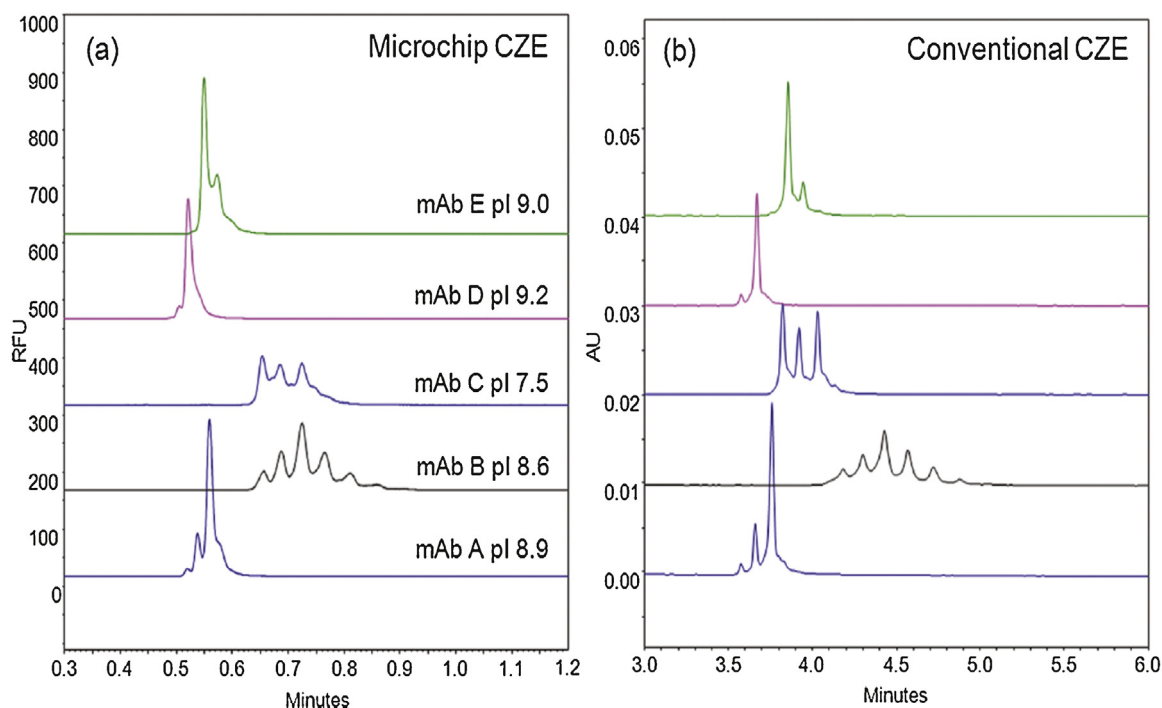 (a) Microchip CZE
1000
900
800
700
600
500
400
300
200
100
0
RFU
mAb E pI 9.0
mAb D pI 9.2
mAb C pI 7.5
mAb B pI 8.6
mAb A pI 8.9
0.3 0.5 0.6 0.7 0.8 0.9 1.0 1.2
Minutes
(b) Conventional CZE
0.06
0.05
0.04
0.03
0.02
0.01
0.00
AU
3.0 3.5 4.0 4.5 5.0 5.5 6.0
Minutes